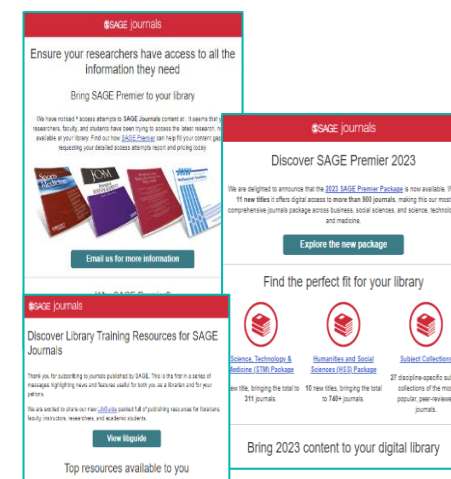 SAGE journals
Ensure your researchers have access to all the
information they need
Bring SAGE Premier to your library
We have noticed * access attempts to SAGE Journals content at . It seems that y
researchers, faculty, and students have been trying to access the latest research, n
available at your library. Find out how SAGE Premier can help fill your content gap
requesting your detailed access attempts report and pricing today.
Sports
Medicine
JOM
Email us for more information
SAGE journals
Discover SAGE Premier 2023
We are delighted to announce that the 2023 SAGE Premier Package is now available. W
11 new titles it offers digital access to more than 900 journals, making this our most
comprehensive journals package across business, social sciences, and science, technolo
and medicine.
Explore the new package
Find the perfect fit for your library
Science, Technology &
Medicine (STM) Package
ew title, bringing the total to
311 journals.
Humanities and Social
Sciences (HSS) Package
10 new titles, bringing the total
to 740+ journals.
Subject Collections
27 discipline-specific sub
collections of the mos
popular, peer-reviewe
journals.
Bring 2023 content to your digital library
SAGE journals
Discover Library Training Resources for SAGE
Journals
Thank you for subscribing to journals published by SAGE. This is the first in a series of
messages highlighting news and features useful for both you, as a librarian and for your
patrons.
We are excited to share our new LibGuide packed full of publishing resources for librarians,
faculty, instructors, researchers, and academic students.
View libguide
Top resources available to you